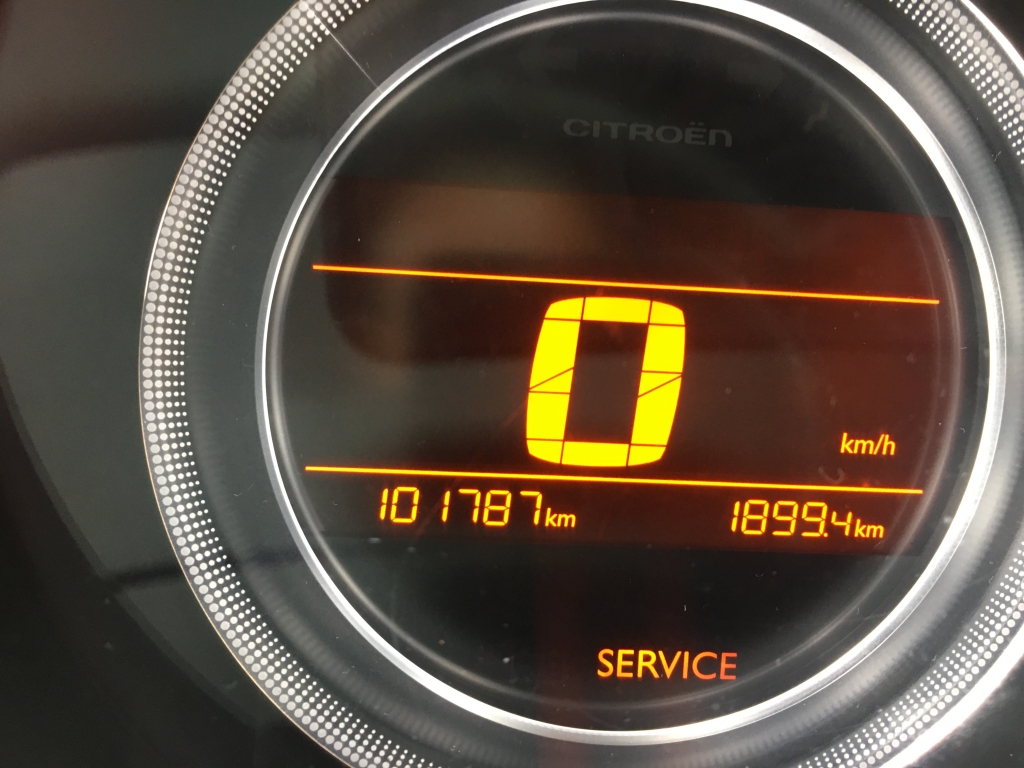 CITROËN
0
km/h
101787km 1899.4km
SERVICE